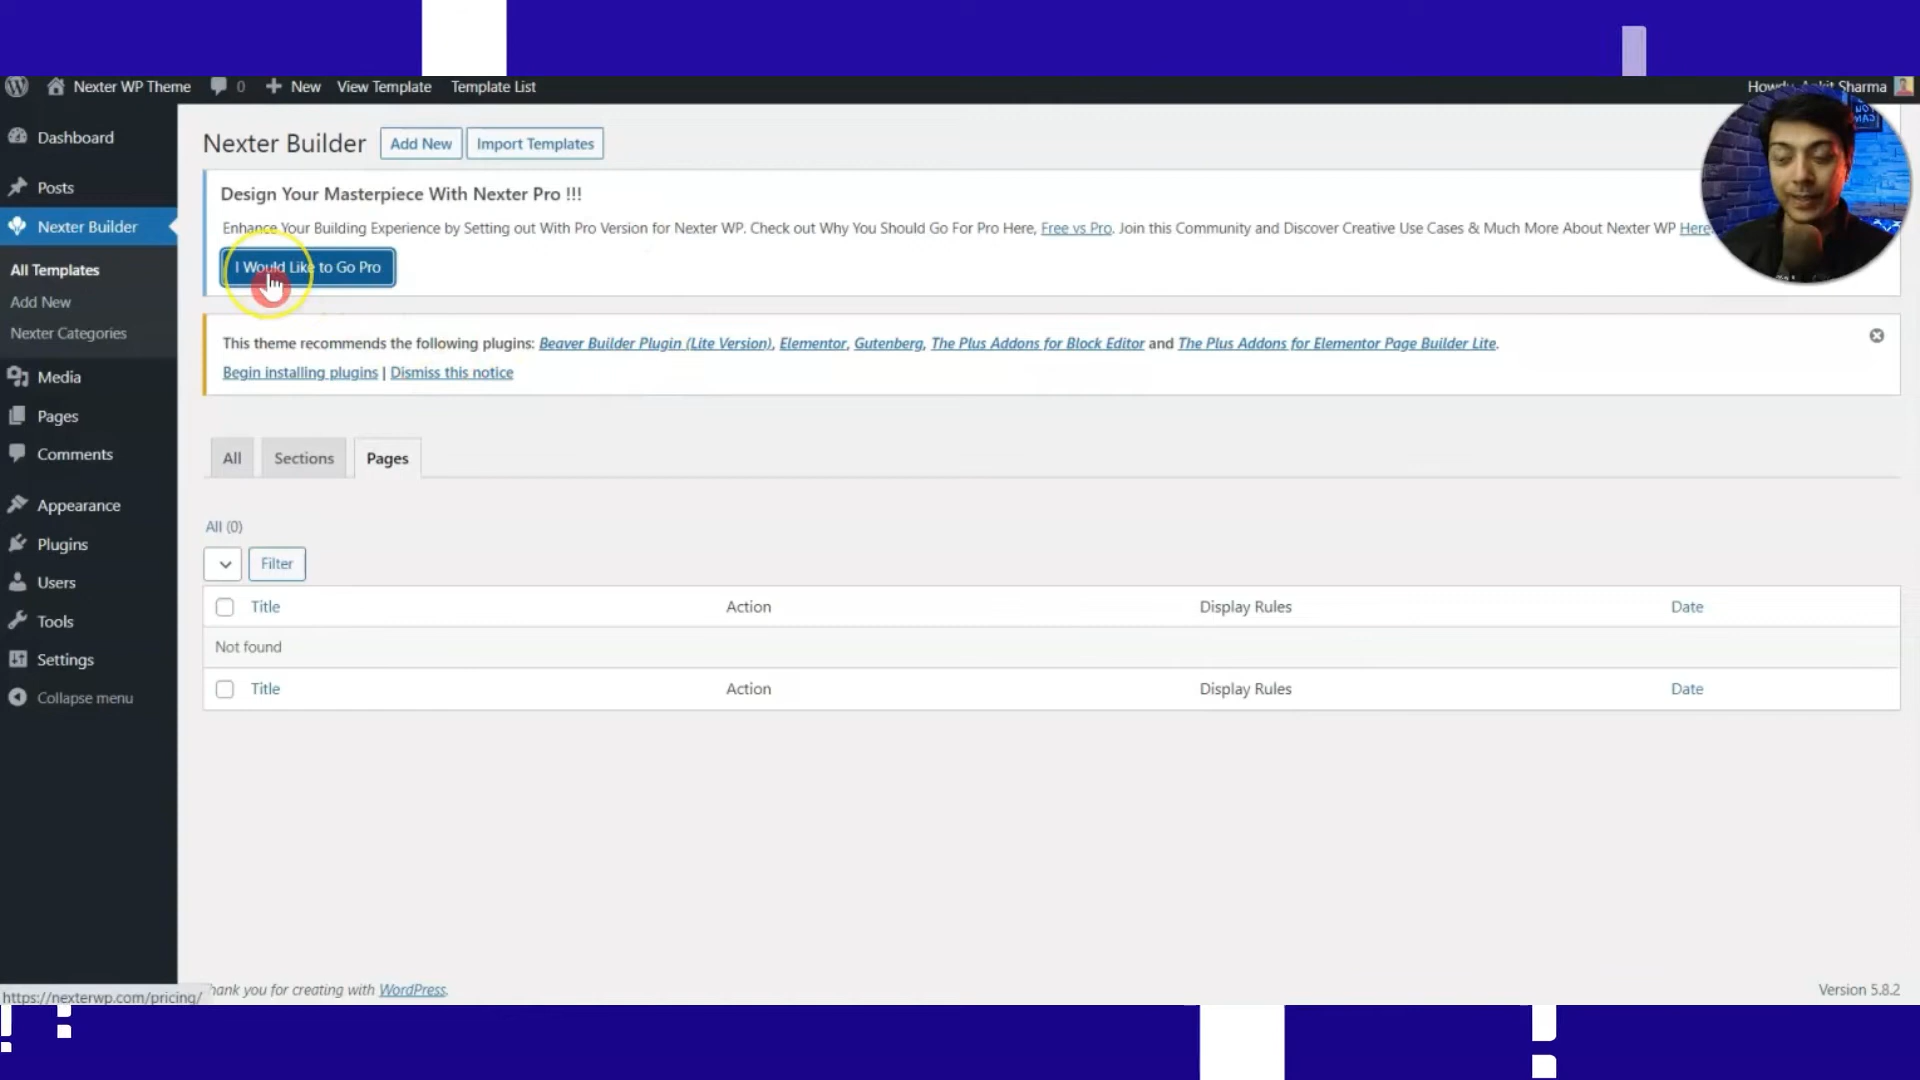 Nexter WP Theme 0 New View Template Template List
Howdy, Ankit Sharma
Dashboard
Posts
Nexter Builder
All Templates
Add New
Nexter Categories
Media
Pages
Comments
Appearance
Plugins
Users
Tools
Settings
Collapse menu
Nexter Builder Add New Import Templates
Design Your Masterpiece With Nexter Pro !!!
Enhance Your Building Experience by Setting out With Pro Version for Nexter WP. Check out Why You Should Go For Pro Here, Free vs Pro. Join this Community and Discover Creative Use Cases & Much More About Nexter WP Here.
I Would Like to Go Pro
This theme recommends the following plugins: Beaver Builder Plugin (Lite Version), Elementor, Gutenberg, The Plus Addons for Block Editor and The Plus Addons for Elementor Page Builder Lite.
Begin installing plugins | Dismiss this notice
All Sections Pages
All (0)
Filter
Title Action Display Rules Date
Not found
Title Action Display Rules Date
https://nexterwp.com/pricing/
hank you for creating with WordPress.
Version 5.8.2